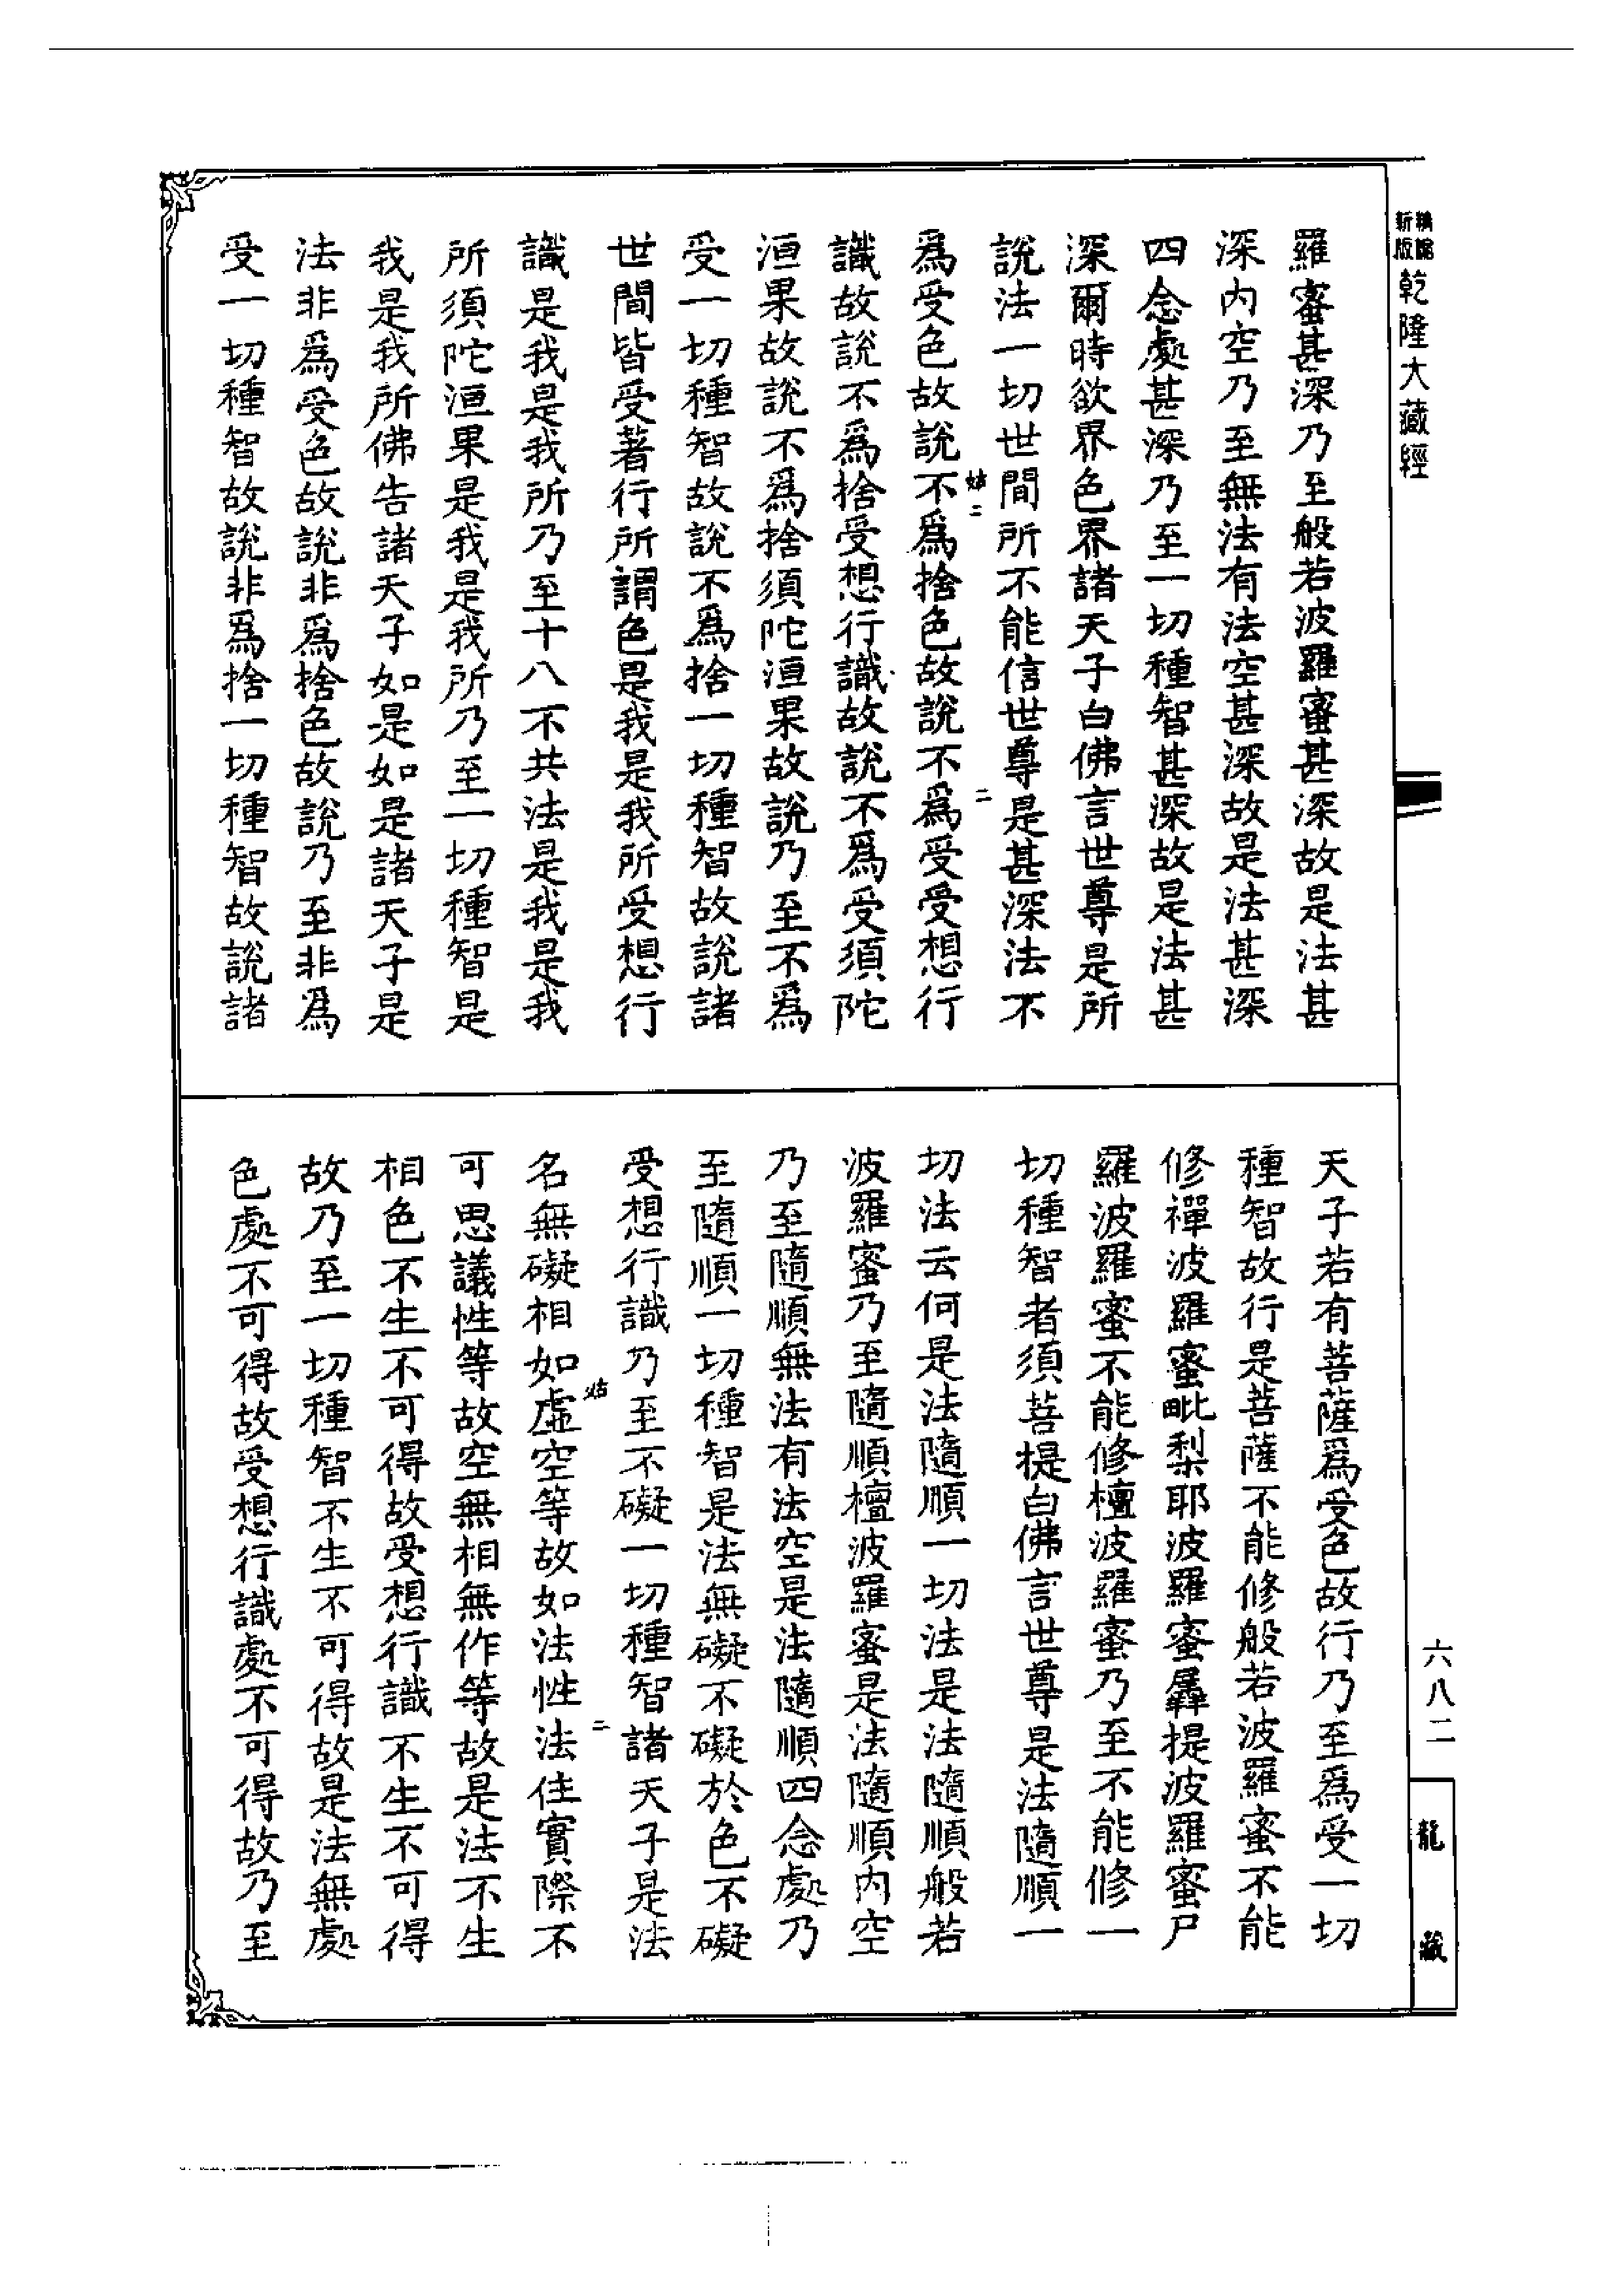 新版
精編
乾隆大藏經
羅蜜甚深乃至般若波羅蜜甚深故是法甚
深內空乃至無法有法空甚深故是法甚深
四念處甚深乃至一切種智甚深故是法甚
深爾時欲界色界諸天子白佛言世尊是所
說法一切世間所不能信世尊是甚深法不
姑二
二
爲受色故說不爲捨色故說不爲受受想行
識故說不爲捨受想行識故說不爲受須陀
洹果故說不爲捨須陀洹果故說乃至不爲
受一切種智故說不爲捨一切種智故說諸
世間皆受著行所謂色是我是我所受想行
識是我是我所乃至十八不共法是我是我
所須陀洹果是我是我所乃至一切種智是
我是我所佛告諸天子如是如是諸天子是
法非爲受色故說非爲捨色故說乃至非爲
受一切種智故說非爲捨一切種智故說諸
天子若有菩薩爲受色故行乃至爲受一切
種智故行是菩薩不能修般若波羅蜜不能
修禪波羅蜜毗梨耶波羅蜜羼提波羅蜜尸
羅波羅蜜不能修檀波羅蜜乃至不能修一
切種智者須菩提白佛言世尊是法隨順一
切法云何是法隨順一切法是法隨順般若
波羅蜜乃至隨順檀波羅蜜是法隨順內空
乃至隨順無法有法空是法隨順四念處乃
至隨順一切種智是法無礙不礙於色不礙
受想行識乃至不礙一切種智諸天子是法
姑
二
名無礙相如虛空等故如法性法住實際不
可思議性等故空無相無作等故是法不生
相色不生不可得故受想行識不生不可得
故乃至一切種智不生不可得故是法無處
色處不可得故受想行識處不可得故乃至
六八二
龍藏